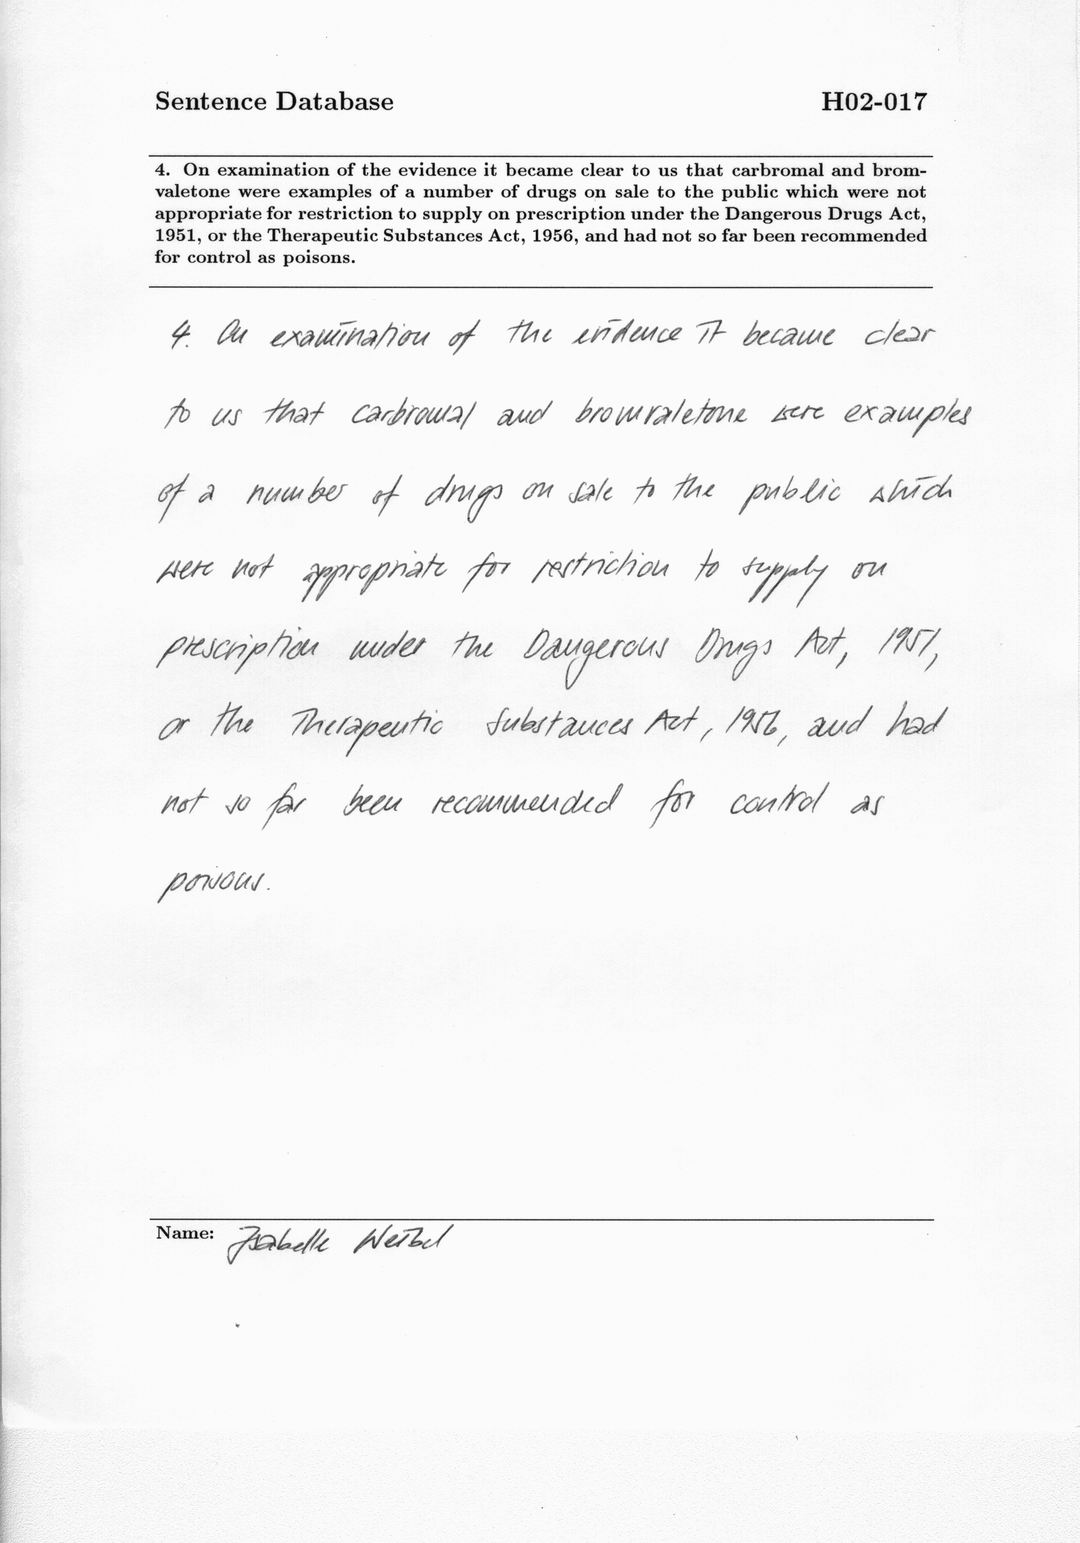 Sentence Database H02-017
4. On examination of the evidence it became clear to us that carbromal and brom-
valetone were examples of a number of drugs on sale to the public which were not
appropriate for restriction to supply on prescription under the Dangerous Drugs Act,
1951, or the Therapeutic Substances Act, 1956, and had not so far been recommended
for control as poisons.
4. On examination of the evidence it became clear
to us that carbromal and bromvaletone were examples
of a number of drugs on sale to the public which
were not appropriate for restriction to supply on
prescription under the Dangerous Drugs Act, 1951,
or the Therapeutic Substances Act, 1956, and had
not so far been recommended for control as
poisons.
Name: Isabelle Weibel